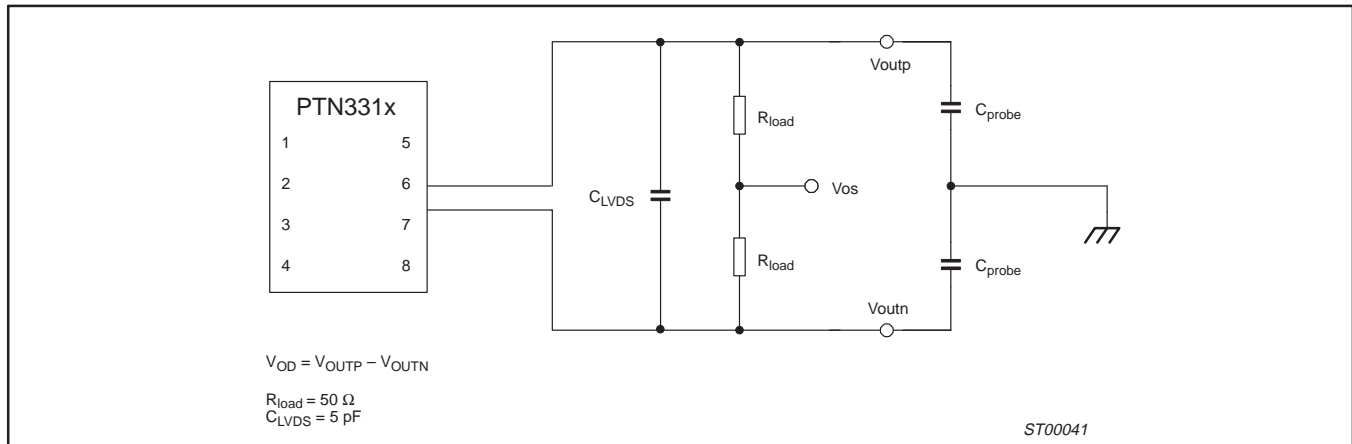 Voutp
PTN331x
Rload
Cprobe
1 5
2 6
CLVDS
Vos
3 7
4 8
Rload
Cprobe
Voutn
VOD = VOUTP – VOUTN
Rload = 50 Ω
CLVDS = 5 pF
ST00041